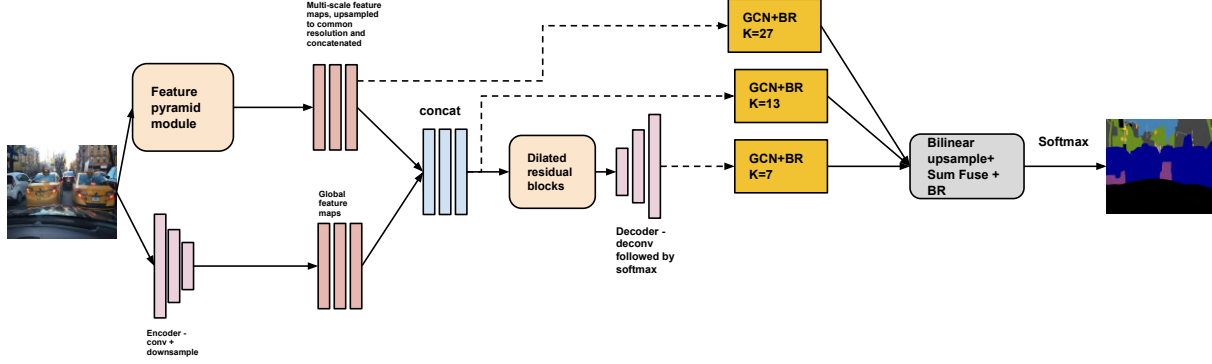 Multi-scale feature
maps, upsampled
to common
resolution and
concatenated
Feature
pyramid
module
concat
Global
feature
maps
Encoder -
conv +
downsample
Dilated
residual
blocks
Decoder -
deconv
followed by
softmax
GCN+BR
K=27
GCN+BR
K=13
GCN+BR
K=7
Bilinear
upsample+
Sum Fuse +
BR
Softmax